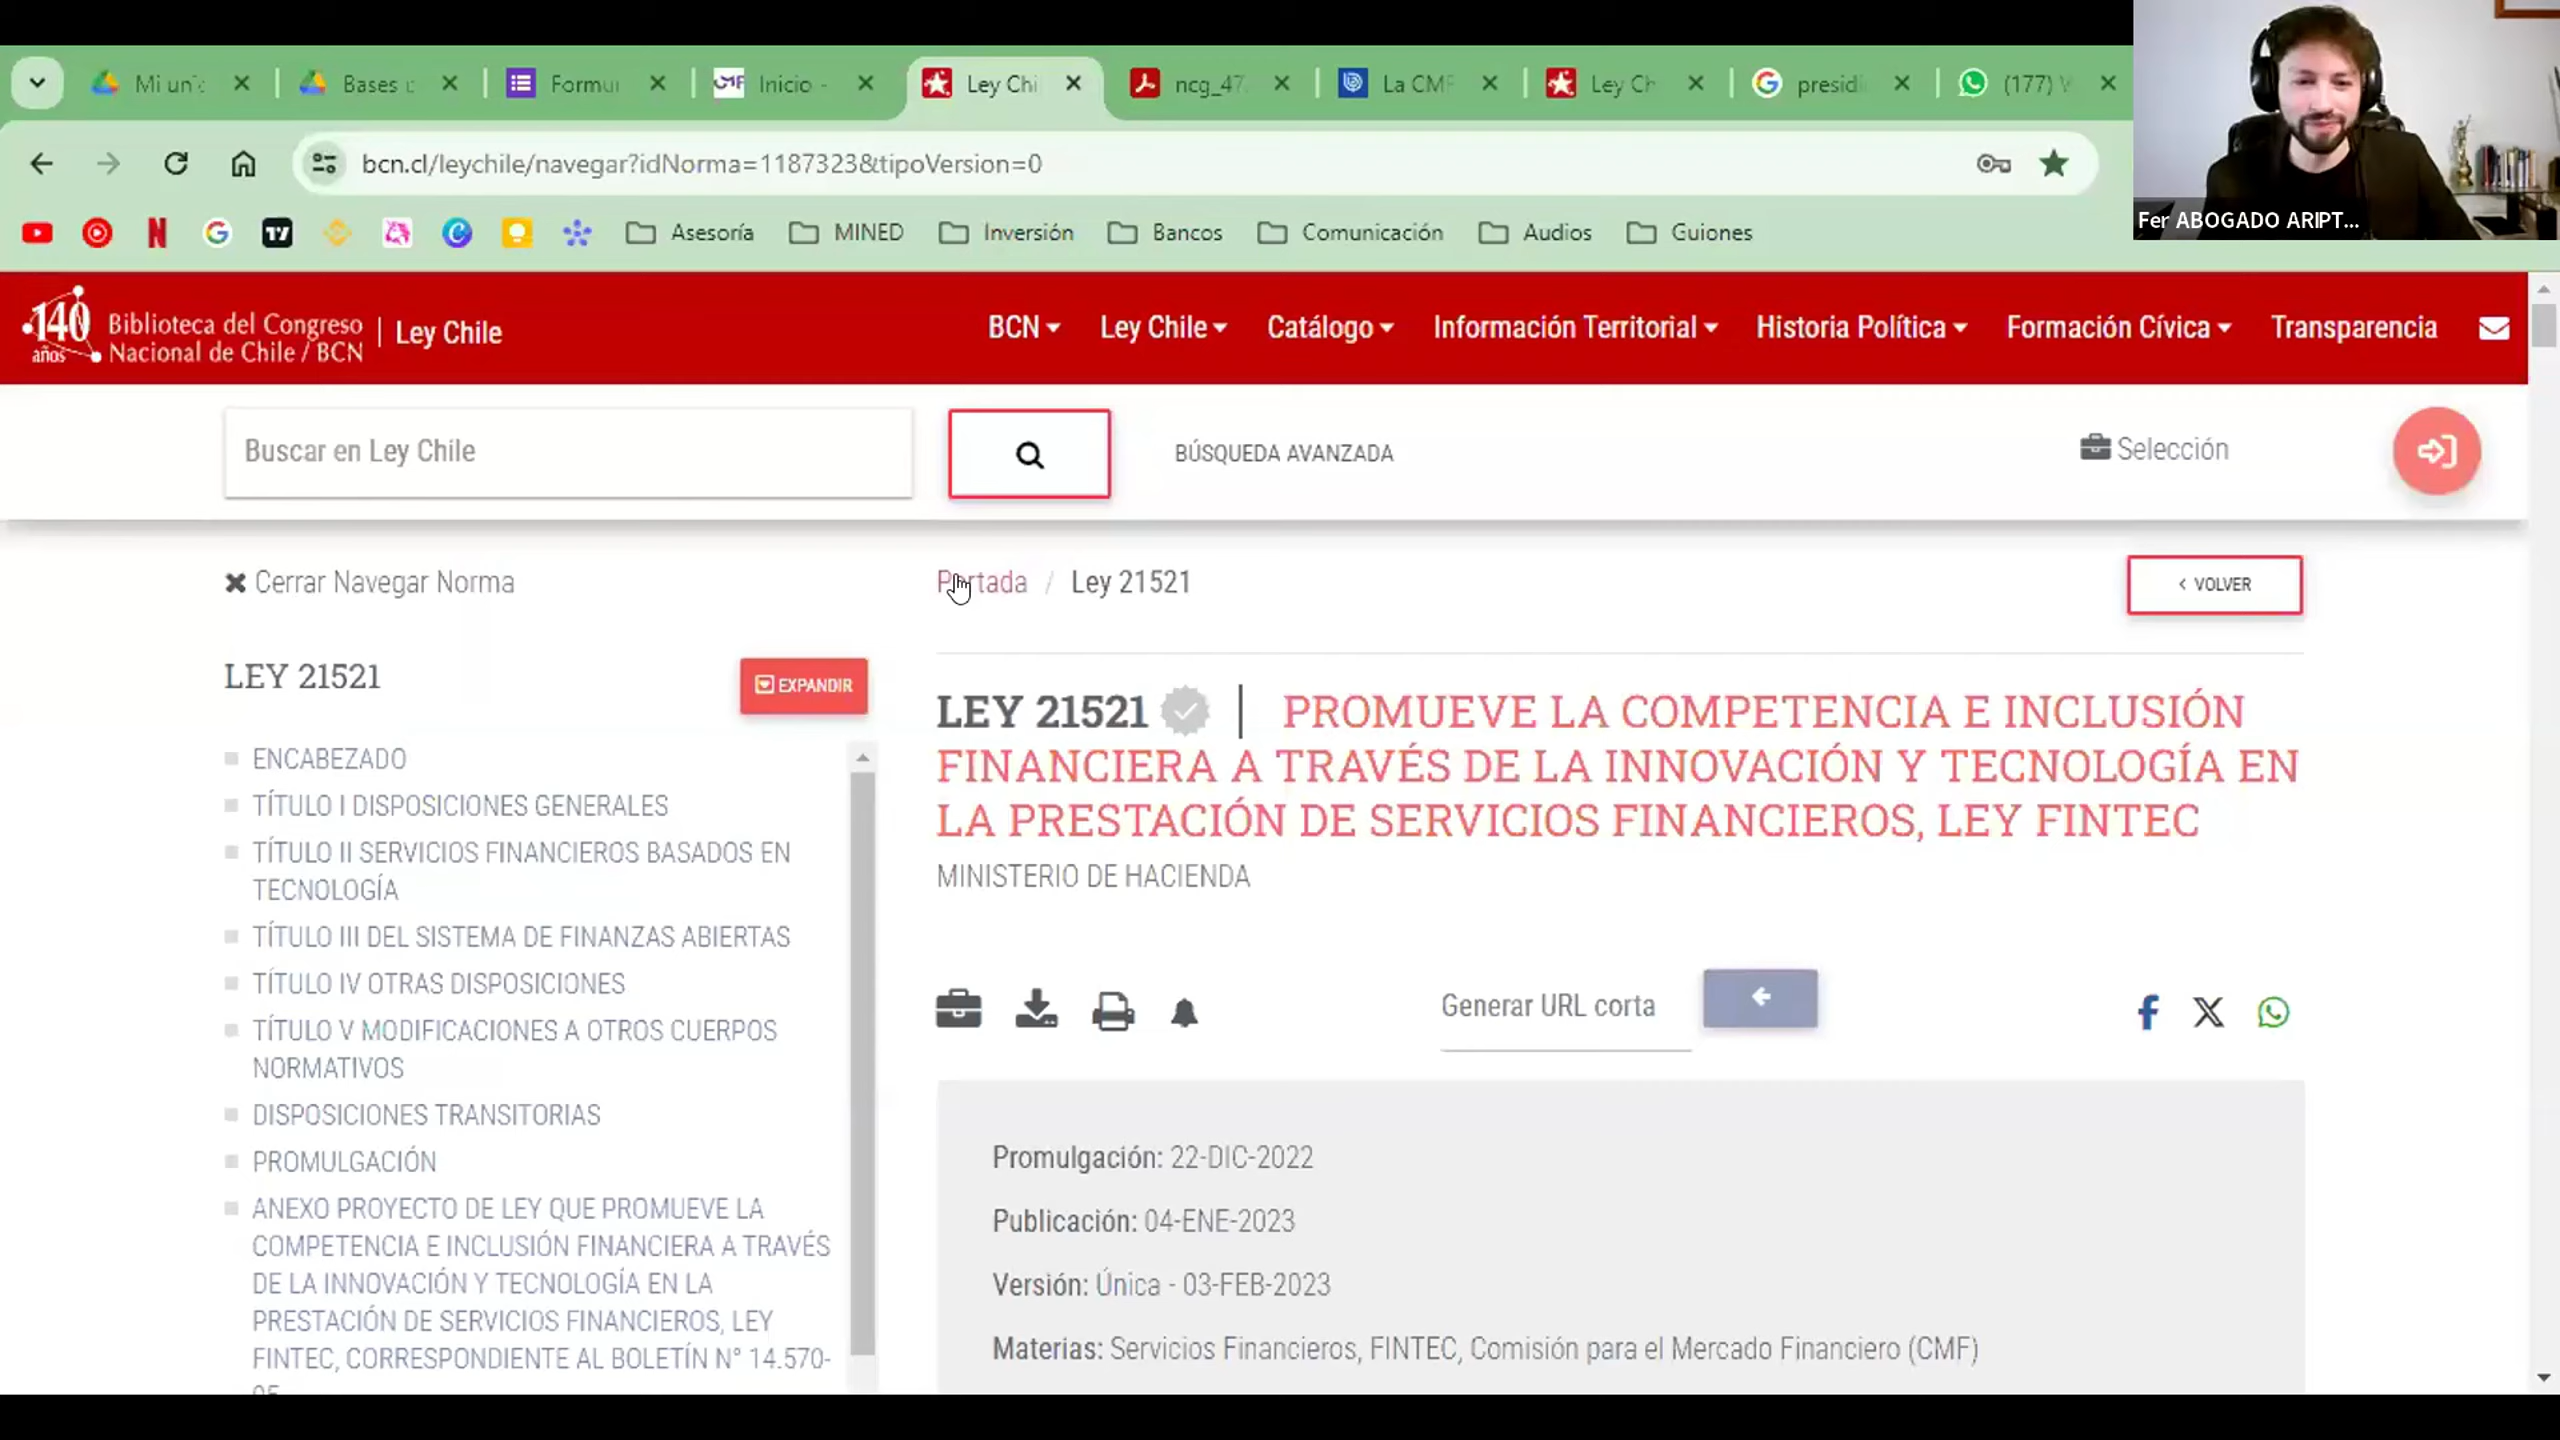 Mi uni
Bases d
Formul
CMF Inicio -
Ley Chi
ncg_47
La CMF
Ley Ch
presid
(177) W
bcn.cl/leychile/navegar?idNorma=1187323&tipoVersion=0
Asesoría
MINED
Inversión
Bancos
Comunicación
Audios
Guiones
Fer ABOGADO ARIPT...
140 años
Biblioteca del Congreso
Nacional de Chile / BCN
Ley Chile
BCN
Ley Chile
Catálogo
Información Territorial
Historia Política
Formación Cívica
Transparencia
Buscar en Ley Chile
BÚSQUEDA AVANZADA
Selección
Cerrar Navegar Norma
Portada / Ley 21521
< VOLVER
LEY 21521
EXPANDIR
ENCABEZADO
TÍTULO I DISPOSICIONES GENERALES
TÍTULO II SERVICIOS FINANCIEROS BASADOS EN
TECNOLOGÍA
TÍTULO III DEL SISTEMA DE FINANZAS ABIERTAS
TÍTULO IV OTRAS DISPOSICIONES
TÍTULO V MODIFICACIONES A OTROS CUERPOS
NORMATIVOS
DISPOSICIONES TRANSITORIAS
PROMULGACIÓN
ANEXO PROYECTO DE LEY QUE PROMUEVE LA
COMPETENCIA E INCLUSIÓN FINANCIERA A TRAVÉS
DE LA INNOVACIÓN Y TECNOLOGÍA EN LA
PRESTACIÓN DE SERVICIOS FINANCIEROS, LEY
FINTEC, CORRESPONDIENTE AL BOLETÍN N° 14.570-
LEY 21521 | PROMUEVE LA COMPETENCIA E INCLUSIÓN
FINANCIERA A TRAVÉS DE LA INNOVACIÓN Y TECNOLOGÍA EN
LA PRESTACIÓN DE SERVICIOS FINANCIEROS, LEY FINTEC
MINISTERIO DE HACIENDA
Generar URL corta
Promulgación: 22-DIC-2022
Publicación: 04-ENE-2023
Versión: Única - 03-FEB-2023
Materias: Servicios Financieros, FINTEC, Comisión para el Mercado Financiero (CMF)